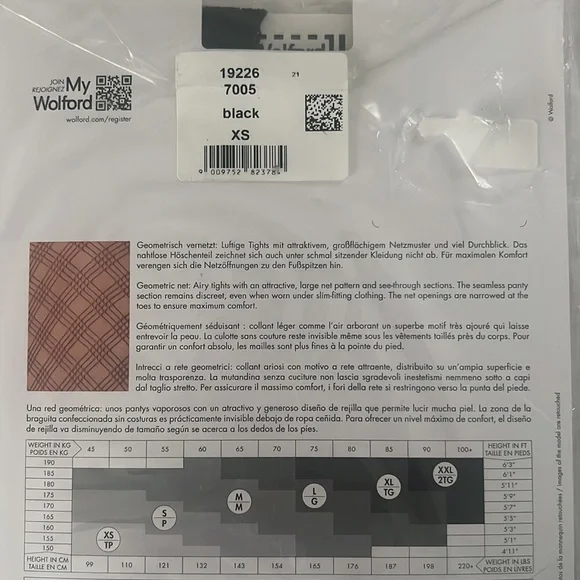 Wolford
19226
21
7005
black
XS
9 009752 82378
JOIN
REJOIGNEZ
My
Wolford
wolford.com/register
© Wolford
Geometrisch vernetzt: Luftige Tights mit attraktivem, großflächigem Netzmuster und viel Durchblick. Das
nahtlose Höschenteil zeichnet sich auch unter schmal sitzender Kleidung nicht ab. Für maximalen Komfort
verengen sich die Netzöffnungen zu den Fußspitzen hin.
Geometric net: Airy tights with an attractive, large net pattern and see-through sections. The seamless panty
section remains discreet, even when worn under slim-fitting clothing. The net openings are narrowed at the
toes to ensure maximum comfort.
Géométriquement séduisant : collant léger comme l'air arborant un superbe motif très ajouré qui laisse
entrevoir la peau. La culotte sans couture reste invisible même sous les vêtements taillés près du corps. Pour
garantir un confort absolu, les mailles sont plus fines à la pointe du pied.
Intrecci a rete geometrici: collant ariosi con motivo a rete attraente, distribuito su un'ampia superficie e
molta trasparenza. La mutandina senza cuciture non lascia sgradevoli inestetismi nemmeno sotto a capi
dal taglio stretto. Per assicurare il massimo comfort, i fori della rete si restringono verso la punta del piede.
Una red geométrica: unos pantys vaporosos con un atractivo y generoso diseño de rejilla que permite lucir mucha piel. La zona de la
braguita confeccionada sin costuras es prácticamente invisible debajo de ropa ceñida. Para ofrecer un nivel máximo de confort, el diseño
de rejilla va disminuyendo de tamaño según se acerca a los dedos de los pies.
WEIGHT IN KG
POIDS EN KG
45 50 55 60 65 70 75 80 85 90 100+
HEIGHT IN FT
TAILLE EN PIEDS
190 6'3"
185 6'1"
180 5'11"
175 5'9"
170 5'7"
165 5'5"
160 5'3"
155 5'1"
150 4'11"
XXL
2TG
XL
TG
L
G
M
M
S
P
XS
TP
HEIGHT IN CM
TAILLE EN CM
99 110 121 132 143 154 165 176 187 198 220+
WEIGHT IN LBS
POIDS EN LIVRES
du mannequin retouchées / Images of the model are retouched